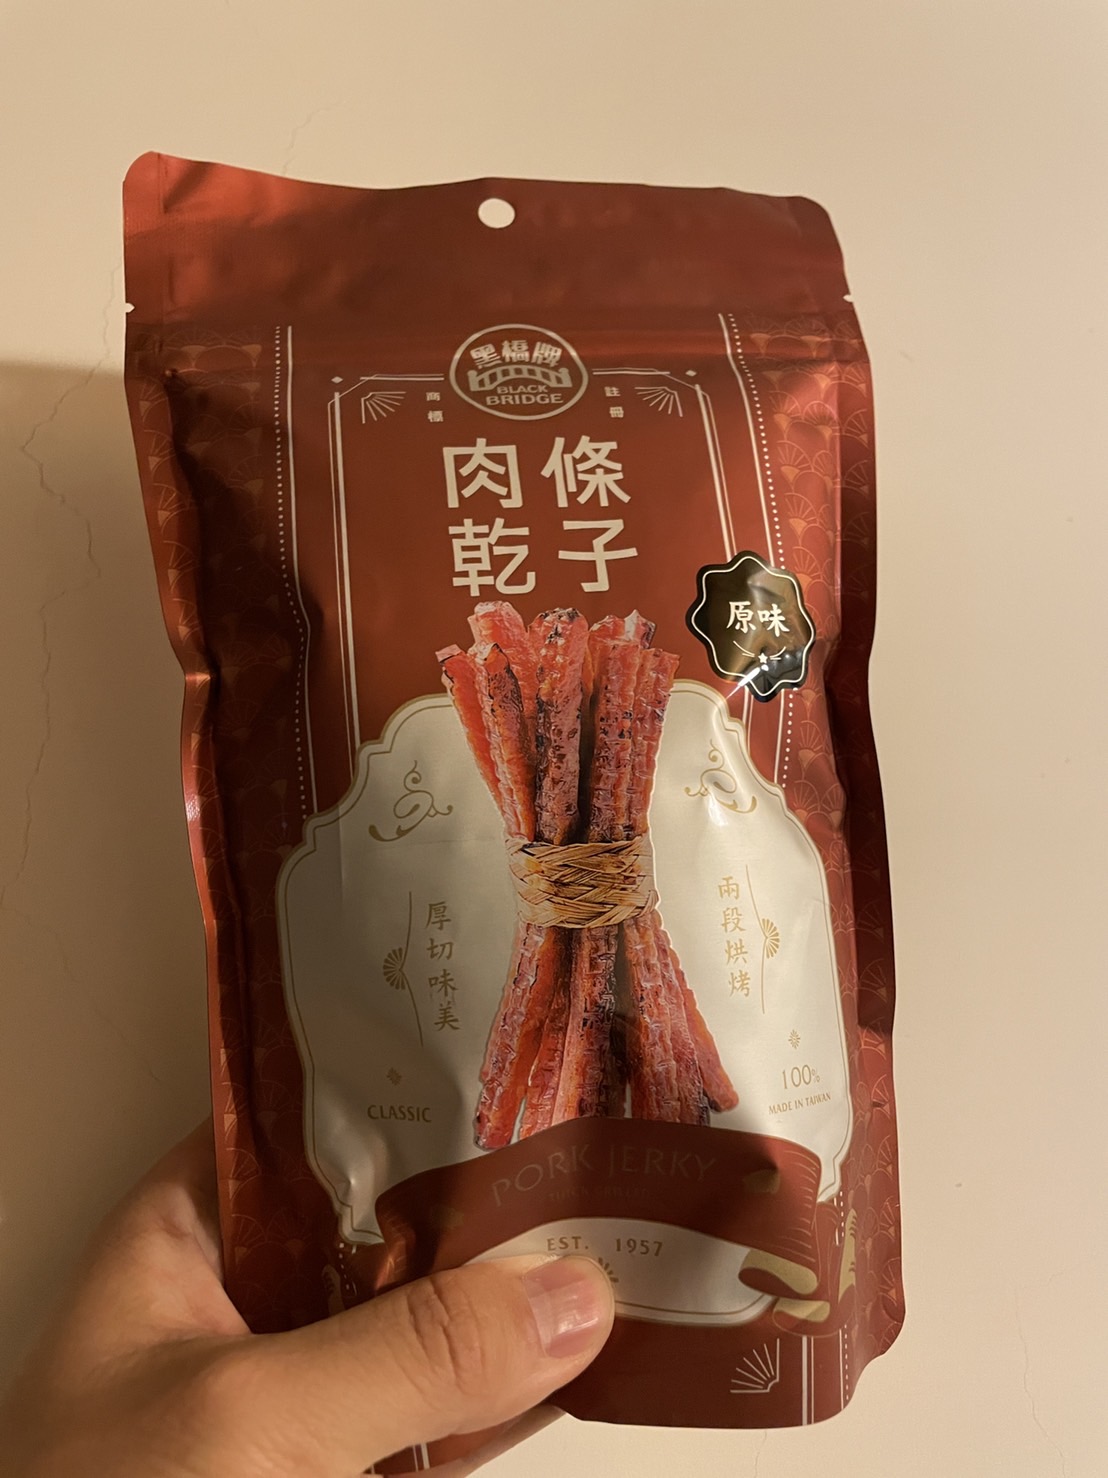 黑橋牌
BLACK
BRIDGE
商標
註冊
肉條
乾子
原味
厚切味美
兩段烘烤
CLASSIC
100%
MADE IN TAIWAN
PORK JERKY
EST. 1957